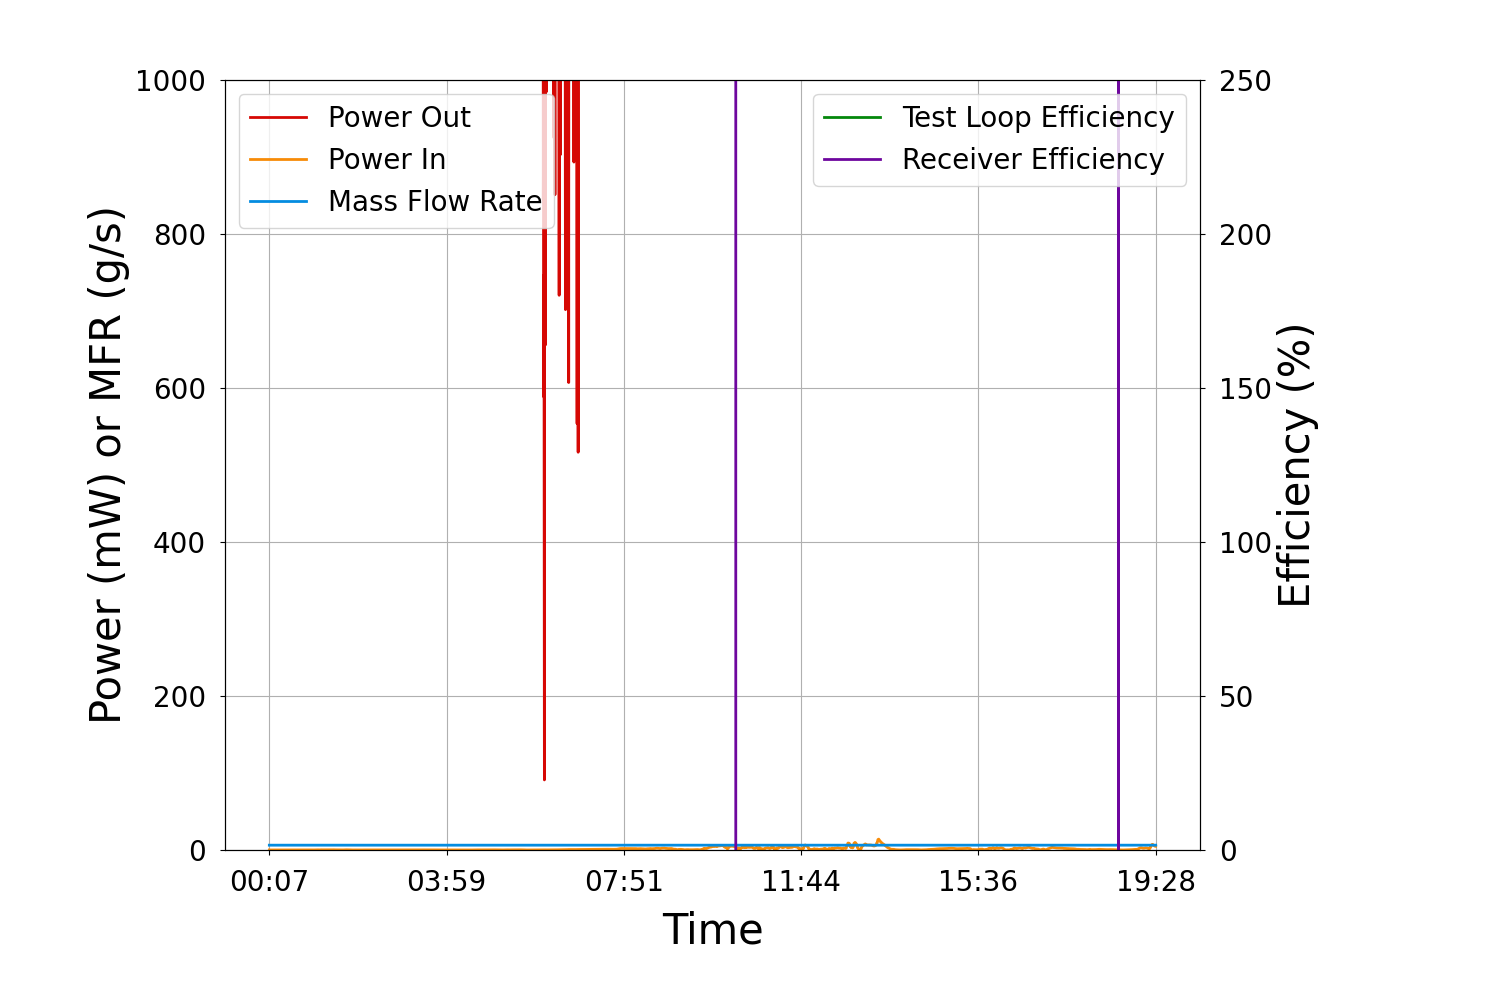 1000
800
600
400
200
0
Power (mW) or MFR (g/s)
Power Out
Power In
Mass Flow Rate
Test Loop Efficiency
Receiver Efficiency
250
200
150
100
50
0
Efficiency (%)
00:07 03:59 07:51 11:44 15:36 19:28
Time